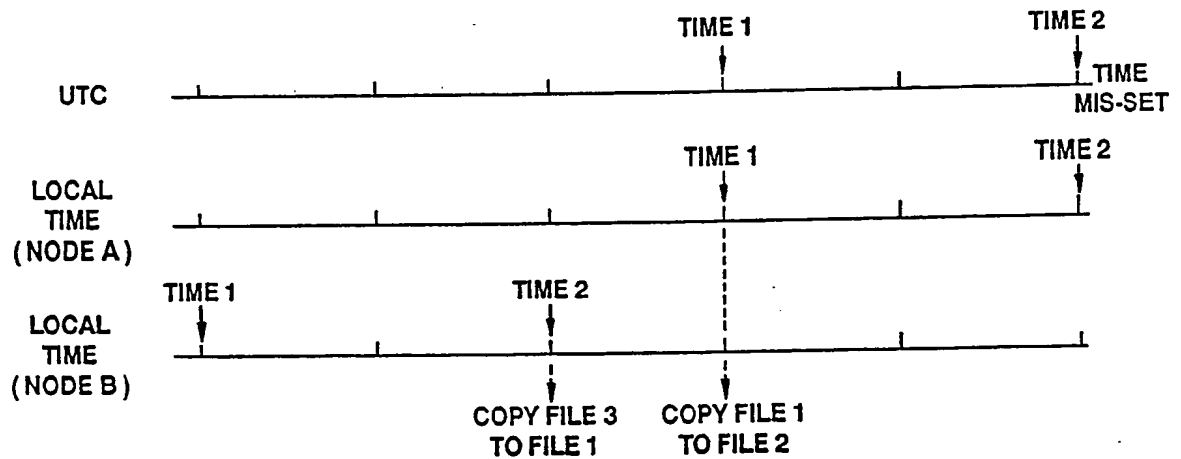 TIME 1
TIME 2
UTC
TIME
MIS-SET
TIME 1
TIME 2
LOCAL
TIME
(NODE A)
TIME 1
TIME 2
LOCAL
TIME
(NODE B)
COPY FILE 3
TO FILE 1
COPY FILE 1
TO FILE 2